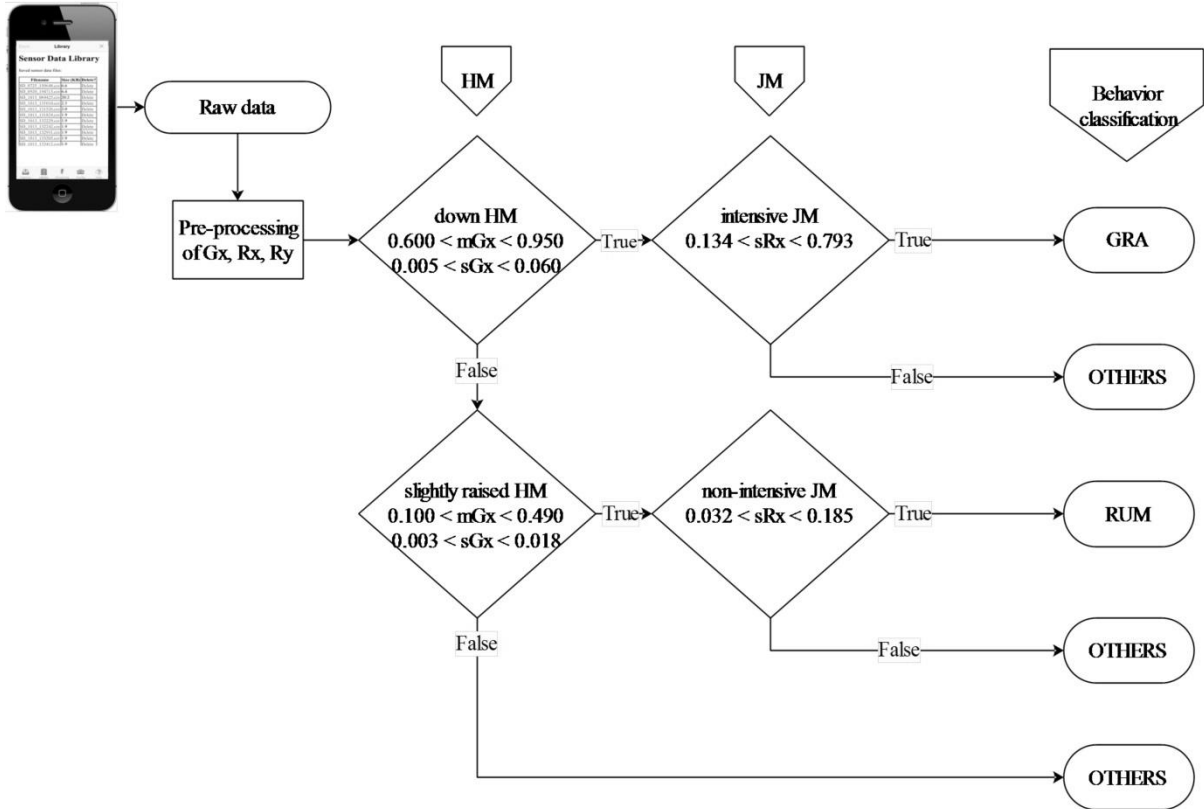 Library
Sensor Data Library
Filename
Delete?
HM
JM
Behavior
classification
Raw data
Pre-processing
of Gx, Rx, Ry
down HM
0.600 < mGx < 0.950
0.005 < sGx < 0.060
True
intensive JM
0.134 < sRx < 0.793
True
GRA
False
False
OTHERS
slightly raised HM
0.100 < mGx < 0.490
0.003 < sGx < 0.018
True
non-intensive JM
0.032 < sRx < 0.185
True
RUM
False
False
OTHERS
OTHERS